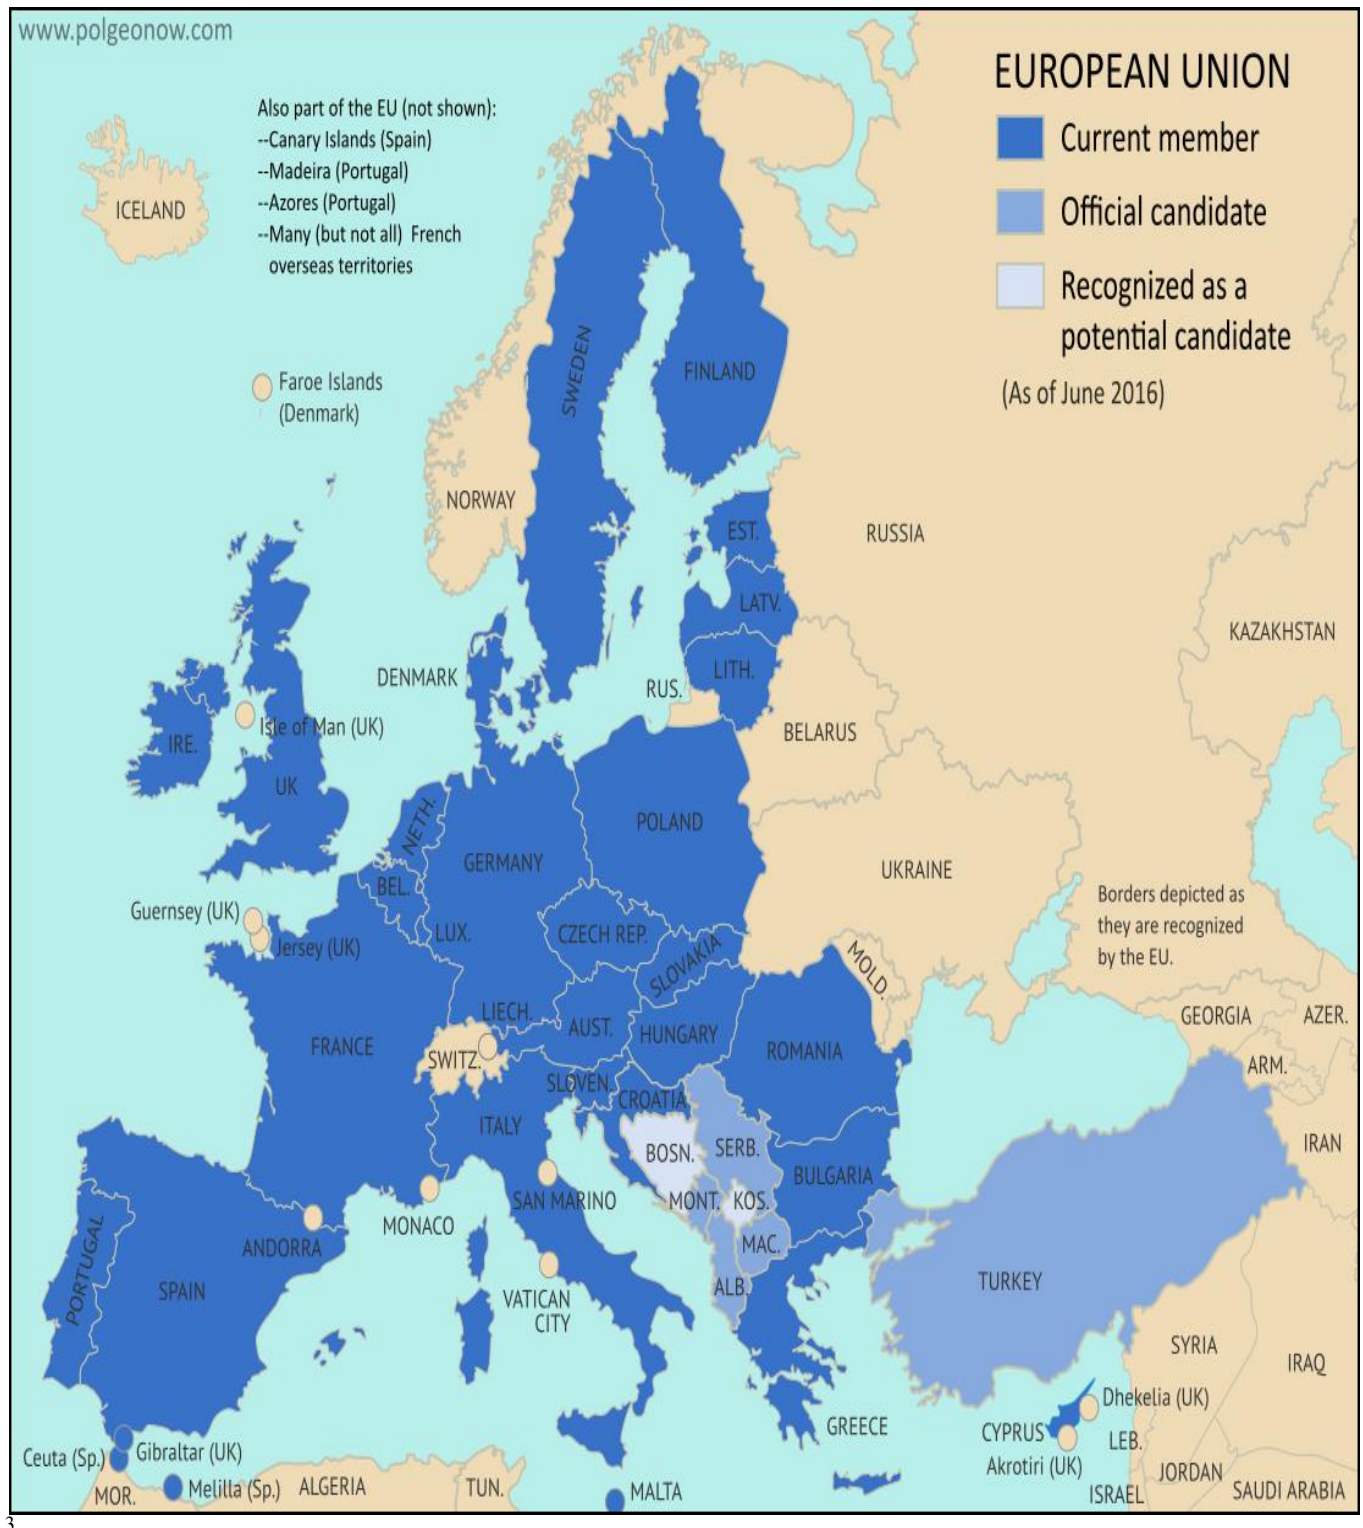 www.polgeonow.com
EUROPEAN UNION
Current member
Official candidate
Recognized as a
potential candidate
(As of June 2016)
Also part of the EU (not shown):
--Canary Islands (Spain)
--Madeira (Portugal)
--Azores (Portugal)
--Many (but not all) French
overseas territories
ICELAND
Faroe Islands
(Denmark)
SWEDEN
FINLAND
NORWAY
RUSSIA
EST.
LATV.
KAZAKHSTAN
LITH.
DENMARK
RUS.
Isle of Man (UK)
IRE.
BELARUS
UK
NETH.
POLAND
GERMANY
UKRAINE
BEL.
Borders depicted as
they are recognized
by the EU.
Guernsey (UK)
Jersey (UK)
LUX.
CZECH REP.
SLOVAKIA
MOLD.
LIECH.
GEORGIA
AZER.
AUST.
HUNGARY
FRANCE
SWITZ.
ROMANIA
ARM.
SLOVEN.
CROATIA
ITALY
BOSN.
SERB.
IRAN
BULGARIA
SAN MARINO
MONT.
KOS.
MONACO
ANDORRA
MAC.
PORTUGAL
SPAIN
ALB.
TURKEY
VATICAN
CITY
SYRIA
IRAQ
Dhekelia (UK)
GREECE
CYPRUS
LEB.
Akrotiri (UK)
Ceuta (Sp.)
Gibraltar (UK)
JORDAN
MOR.
Melilla (Sp.)
ALGERIA
TUN.
MALTA
ISRAEL
SAUDI ARABIA
3